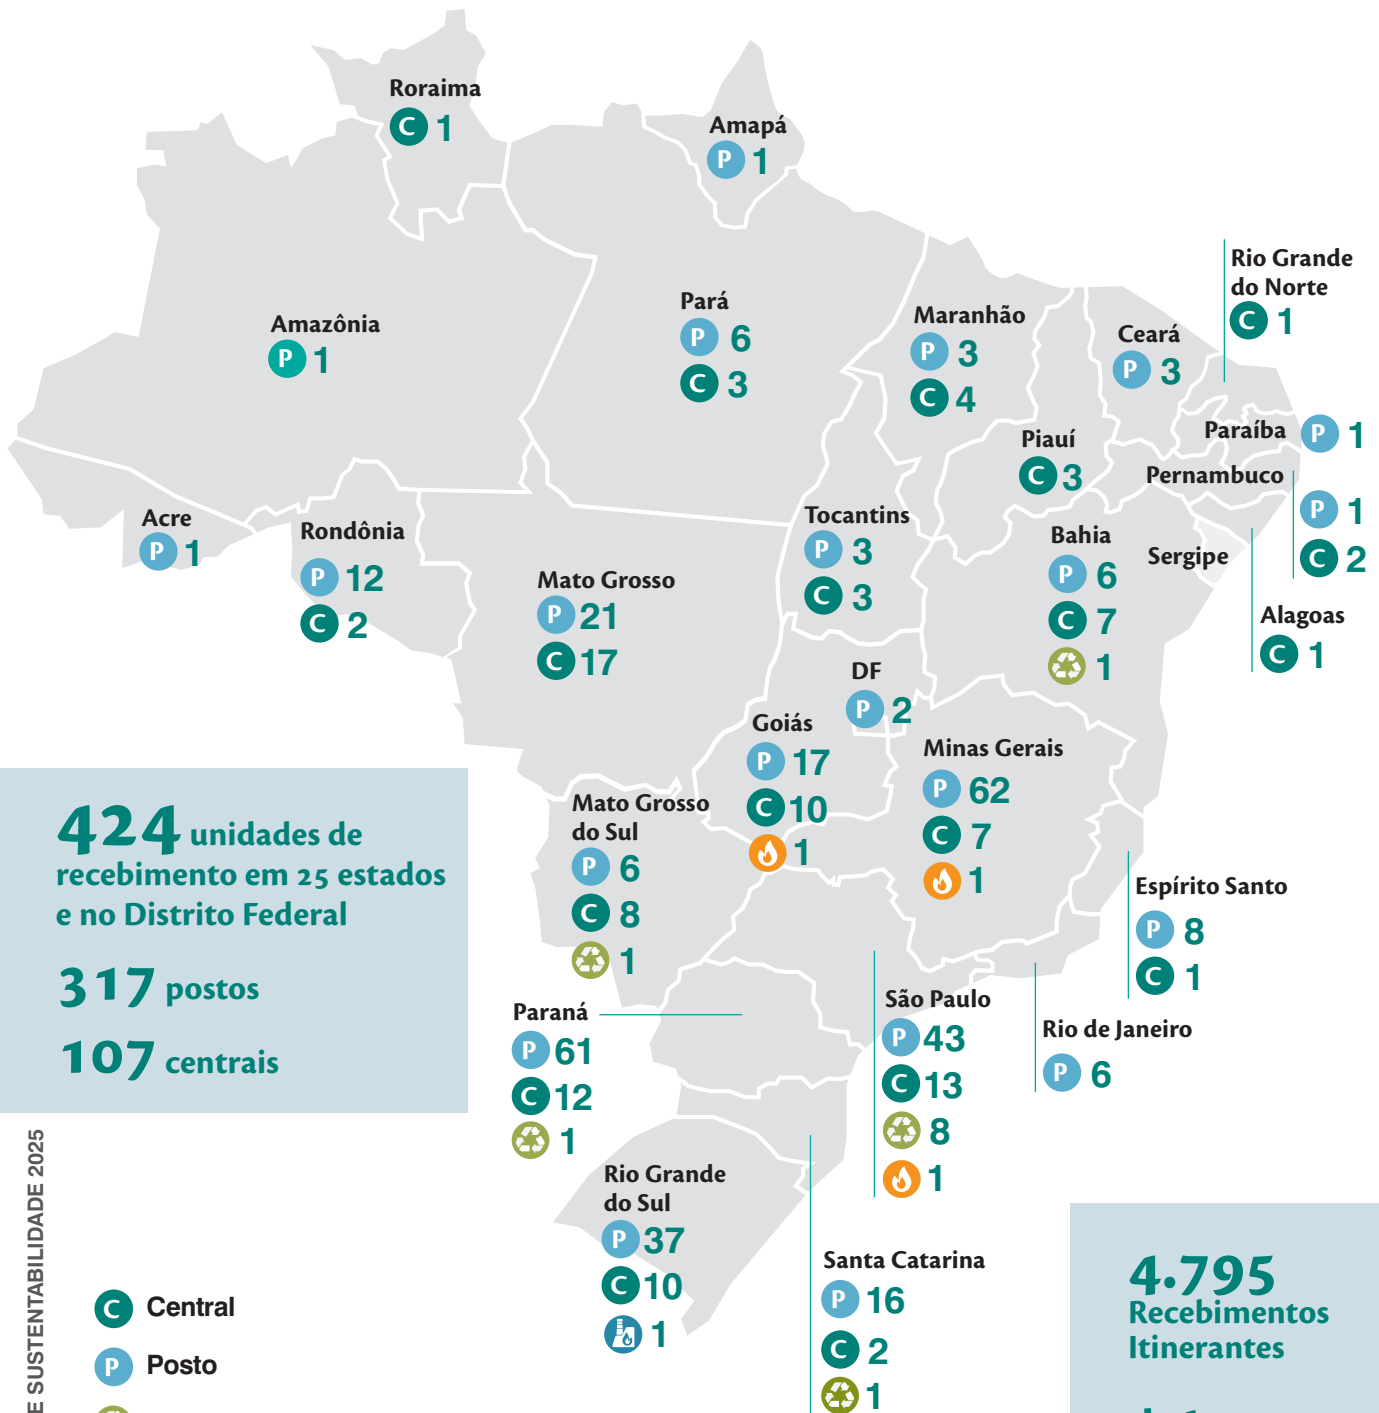 Roraima
C 1
Amapá
P 1
Rio Grande
do Norte
C 1
Amazônia
P 1
Pará
P 6
C 3
Maranhão
P 3
C 4
Ceará
P 3
Piauí
C 3
Paraíba P 1
Pernambuco
P 1
C 2
Acre
P 1
Rondônia
P 12
C 2
Mato Grosso
P 21
C 17
Tocantins
P 3
C 3
Bahia
P 6
C 7
1
Sergipe
Alagoas
C 1
DF
P 2
Goiás
P 17
C 10
1
Minas Gerais
P 62
C 7
1
Mato Grosso
do Sul
P 6
C 8
1
Espírito Santo
P 8
C 1
424 unidades de
recebimento em 25 estados
e no Distrito Federal
317 postos
107 centrais
Paraná
P 61
C 12
1
São Paulo
P 43
C 13
8
1
Rio de Janeiro
P 6
Rio Grande
do Sul
P 37
C 10
1
Santa Catarina
P 16
C 2
1
C Central
P Posto
4.795
Recebimentos
Itinerantes
E SUSTENTABILIDADE 2025